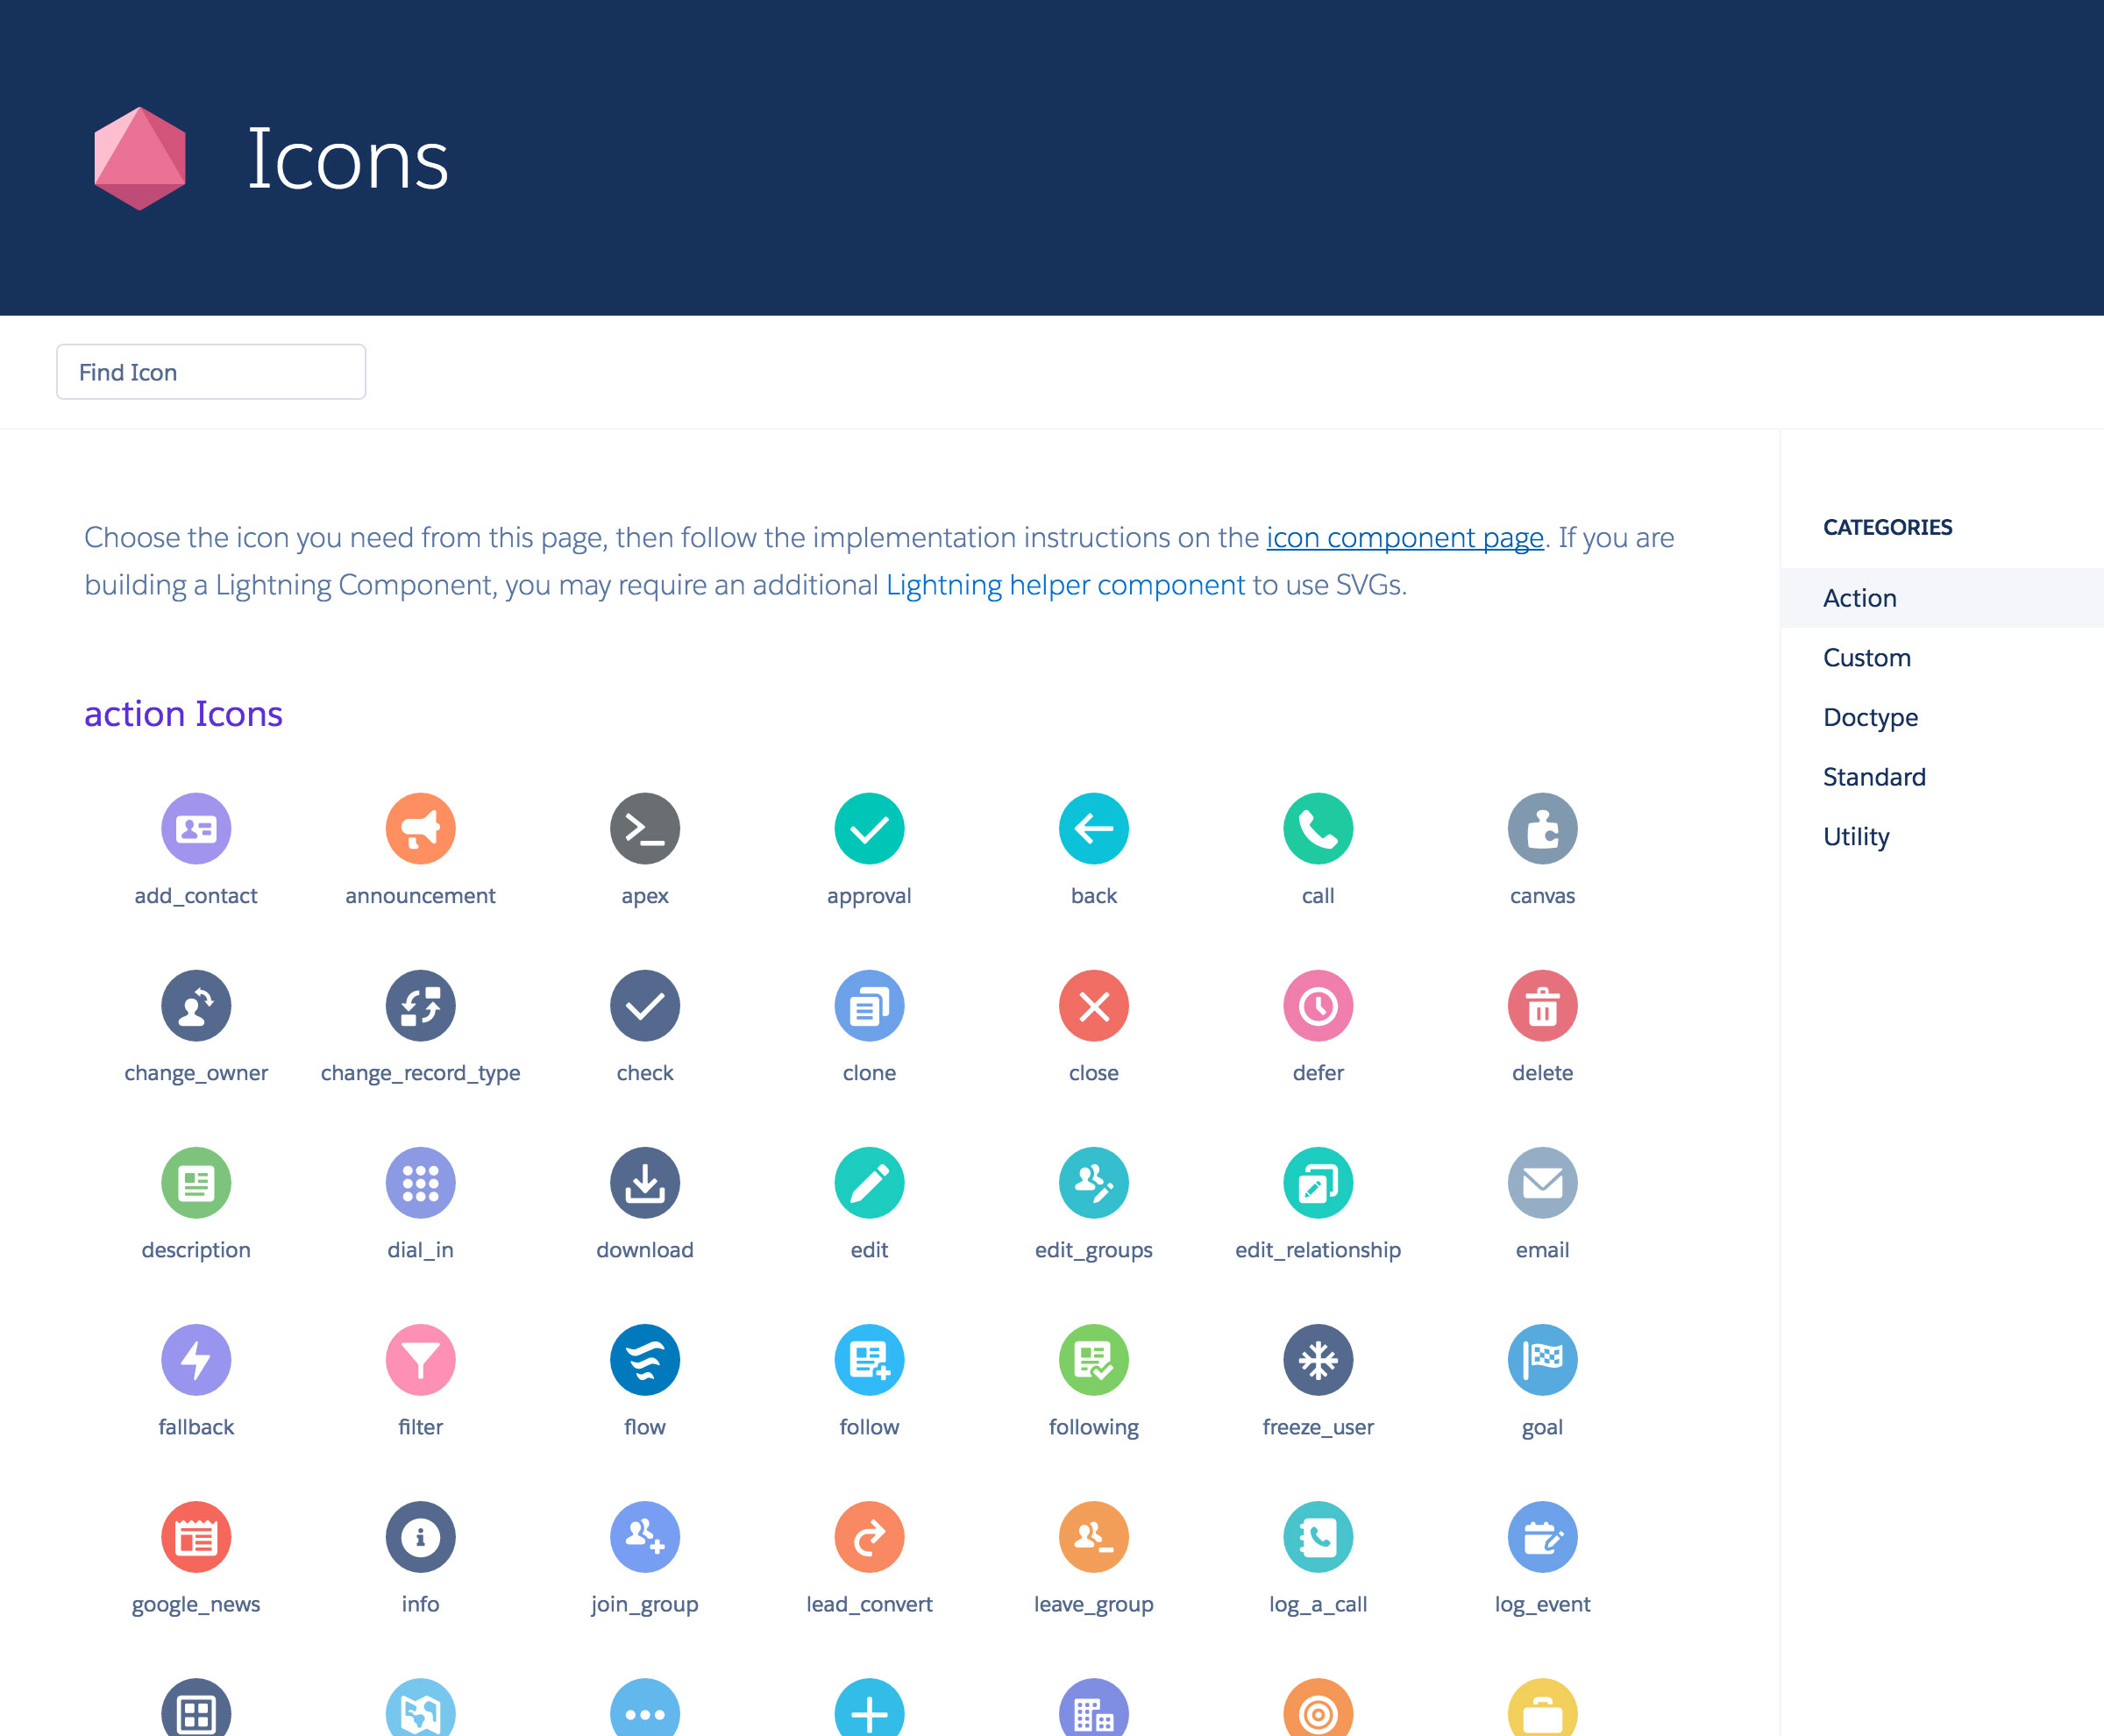 Icons
Find Icon
Choose the icon you need from this page, then follow the implementation instructions on the icon component page. If you are
building a Lightning Component, you may require an additional Lightning helper component to use SVGs.
CATEGORIES
Action
Custom
Doctype
Standard
Utility
action Icons
add_contact announcement apex approval back call canvas
change_owner change_record_type check clone close defer delete
description dial_in download edit edit_groups edit_relationship email
fallback filter flow follow following freeze_user goal
google_news info join_group lead_convert leave_group log_a_call log_event